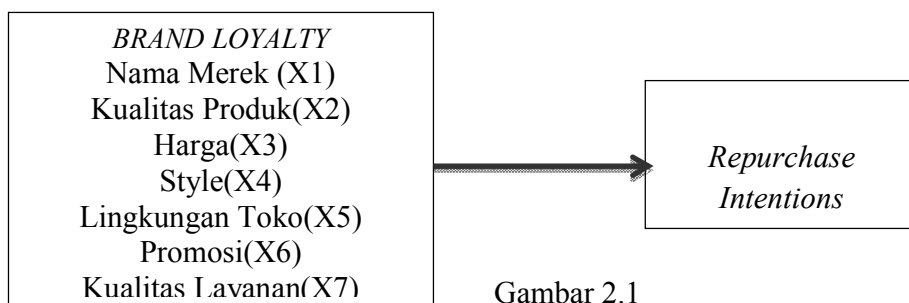 BRAND LOYALTY
Nama Merek (X1)
Kualitas Produk(X2)
Harga(X3)
Style(X4)
Lingkungan Toko(X5)
Promosi(X6)
Kualitas Layanan(X7)
Repurchase
Intentions
Gambar 2.1